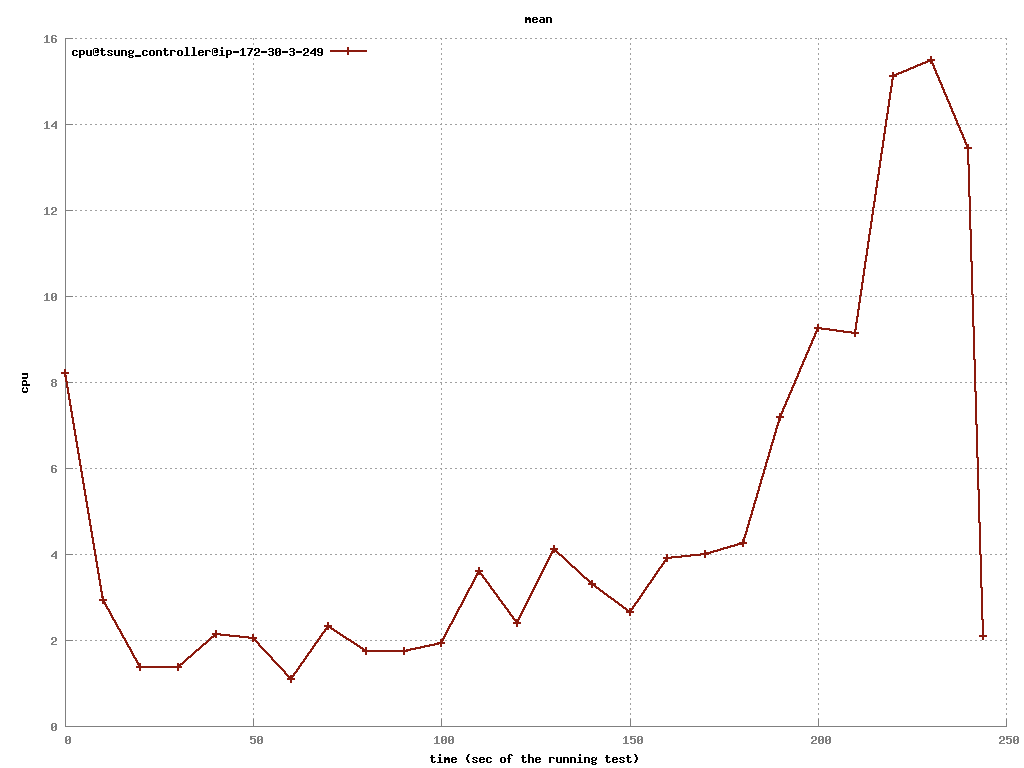 mean
cpu@tsung_controller@ip-172-30-3-249
16
14
12
10
8
6
4
2
0
cpu
0 50 100 150 200 250
time (sec of the running test)